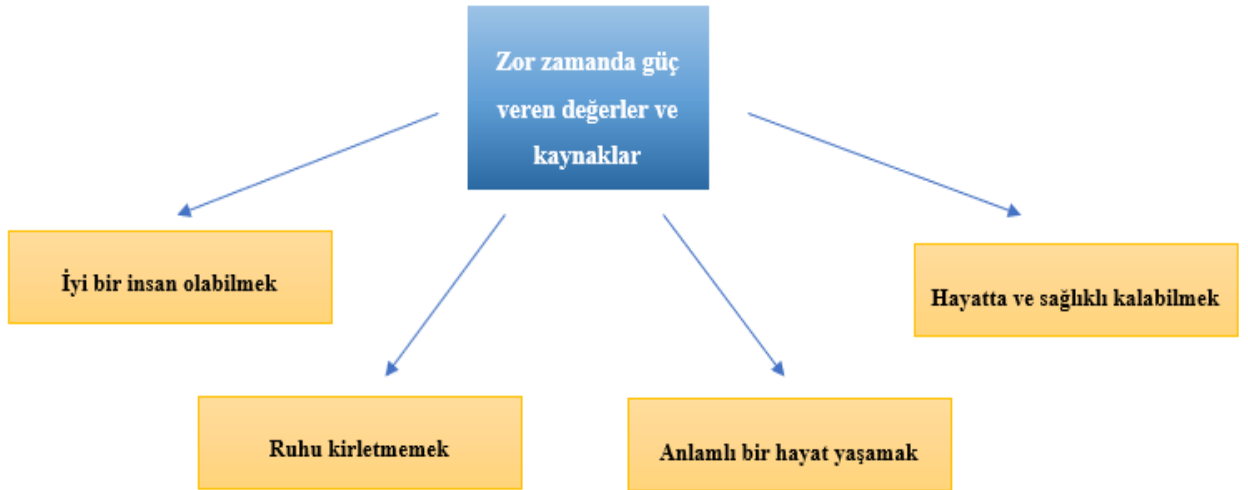 Zor zamanda güç
veren değerler ve
kaynaklar
İyi bir insan olabilmek
Hayatta ve sağlıklı kalabilmek
Ruhu kirletmemek
Anlamlı bir hayat yaşamak